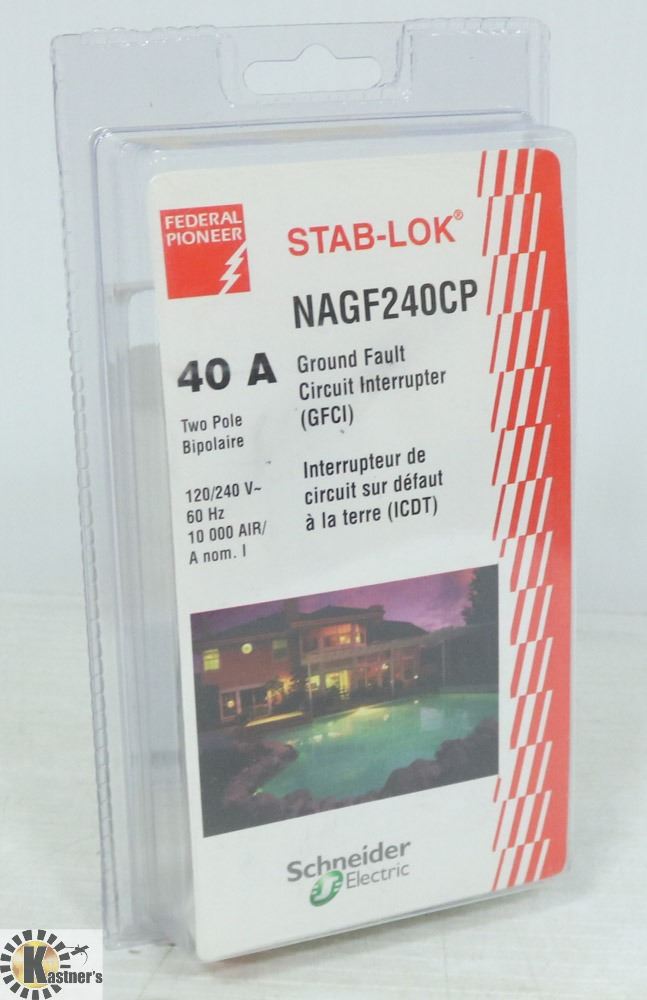 FEDERAL
PIONEER
STAB-LOK®
NAGF240CP
40 A
Ground Fault
Circuit Interrupter
(GFCI)
Two Pole
Bipolaire
Interrupteur de
circuit sur défaut
à la terre (ICDT)
120/240 V~
60 Hz
10 000 AIR/
A nom. I
Schneider
Electric
Kastner's